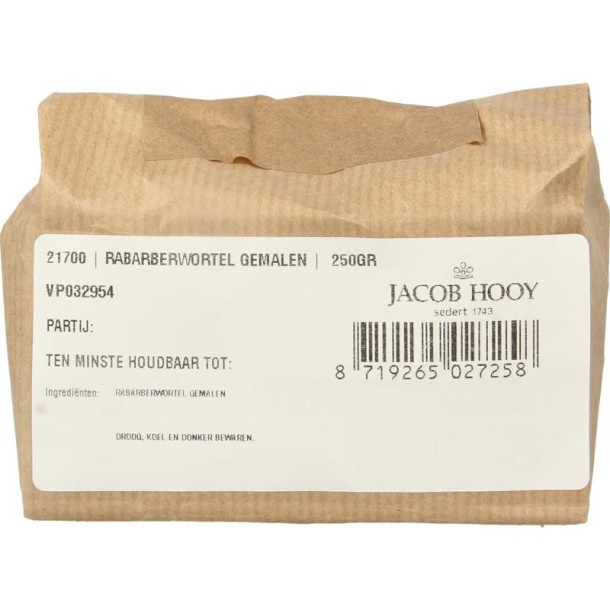 21700 | RABARBERWORTEL GEMALEN | 250GR
VP032954
JACOB HOOY
sedert 1743
PARTIJ:
TEN MINSTE HOUDBAAR TOT:
8 719265 027258
Ingrediënten: RABARBERWORTEL GEMALEN
DROOG, KOEL EN DONKER BEWAREN.